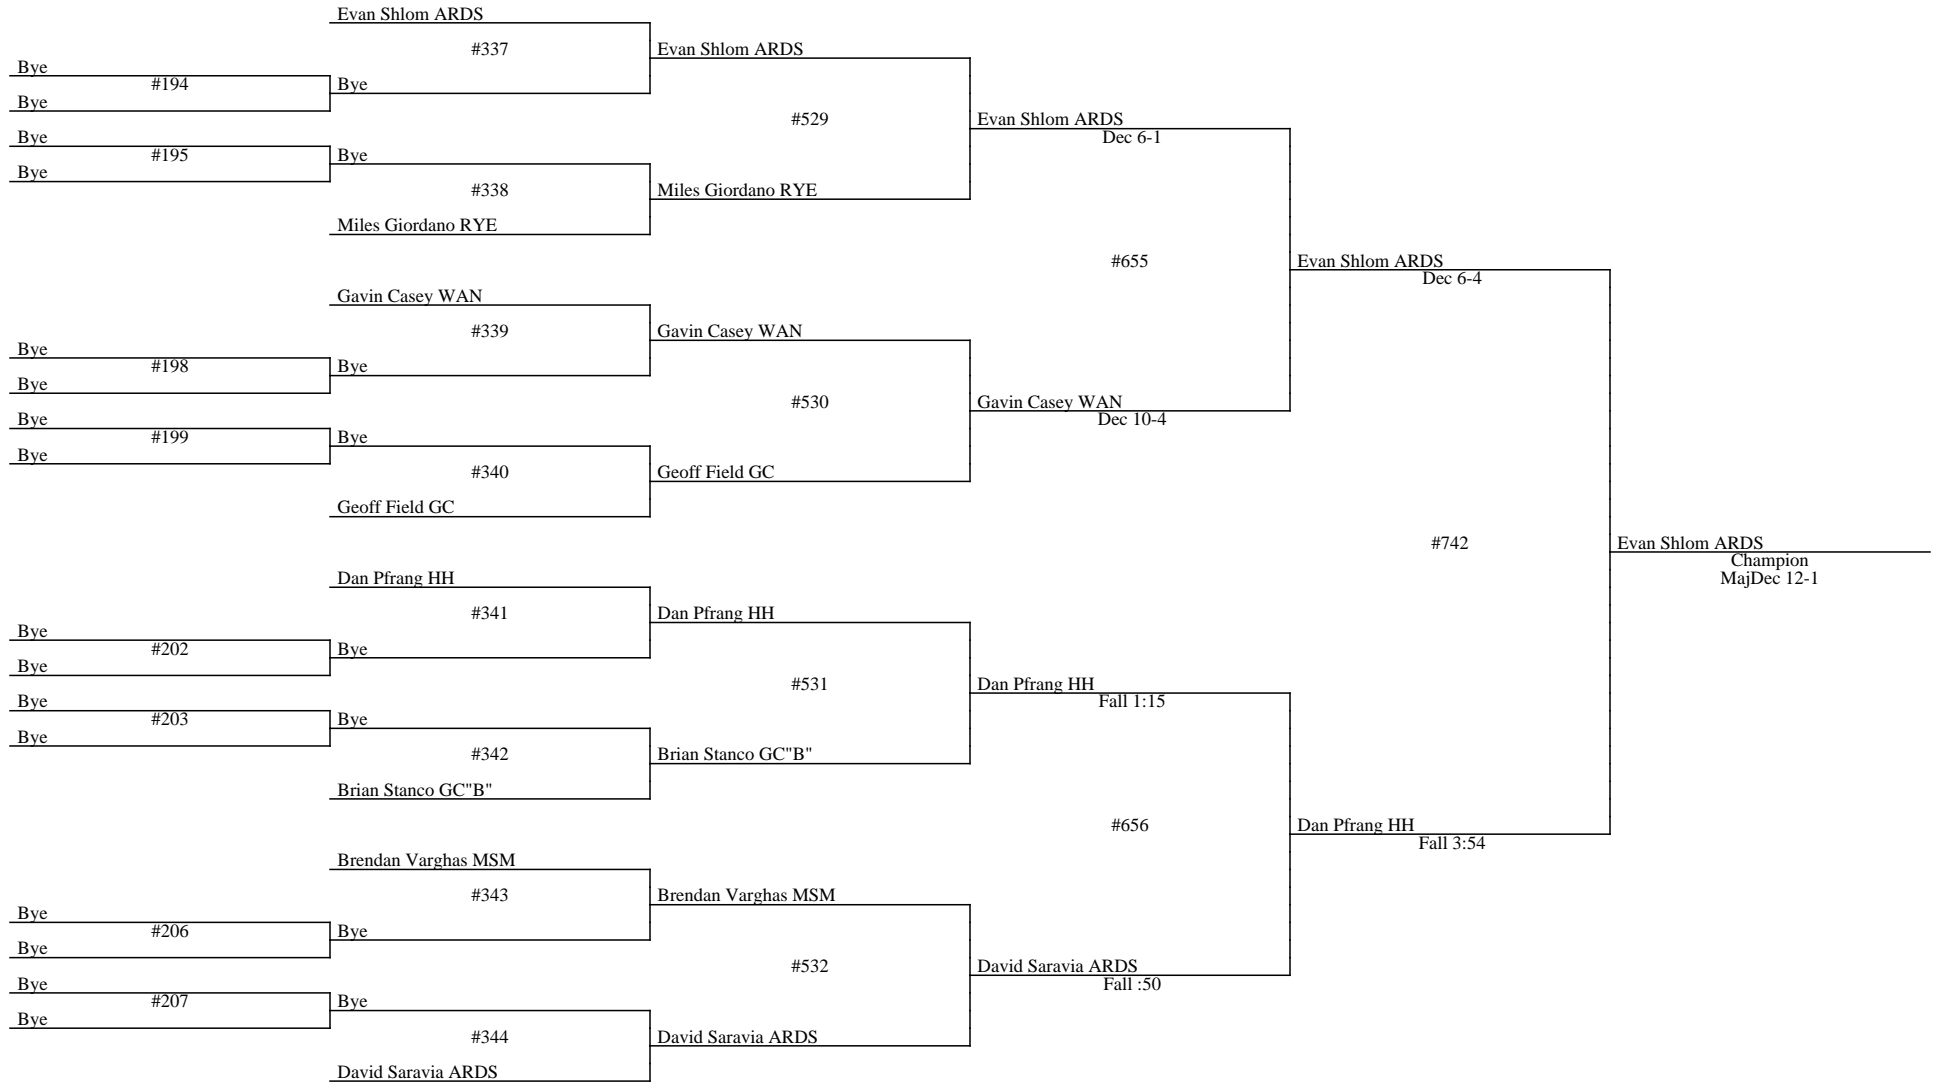 Evan Shlom ARDS
#337
Evan Shlom ARDS
Bye
#194
Bye
Bye
#529
Evan Shlom ARDS
Dec 6-1
Bye
#195
Bye
Bye
#338
Miles Giordano RYE
Miles Giordano RYE
#655
Evan Shlom ARDS
Dec 6-4
Gavin Casey WAN
#339
Gavin Casey WAN
Bye
#198
Bye
Bye
#530
Gavin Casey WAN
Dec 10-4
Bye
#199
Bye
Bye
#340
Geoff Field GC
Geoff Field GC
#742
Evan Shlom ARDS
Champion
MajDec 12-1
Dan Pfrang HH
#341
Dan Pfrang HH
Bye
#202
Bye
Bye
#531
Dan Pfrang HH
Fall 1:15
Bye
#203
Bye
Bye
#342
Brian Stanco GC"B"
Brian Stanco GC"B"
#656
Dan Pfrang HH
Fall 3:54
Brendan Varghas MSM
#343
Brendan Varghas MSM
Bye
#206
Bye
Bye
#532
David Saravia ARDS
Fall :50
Bye
#207
Bye
Bye
#344
David Saravia ARDS
David Saravia ARDS